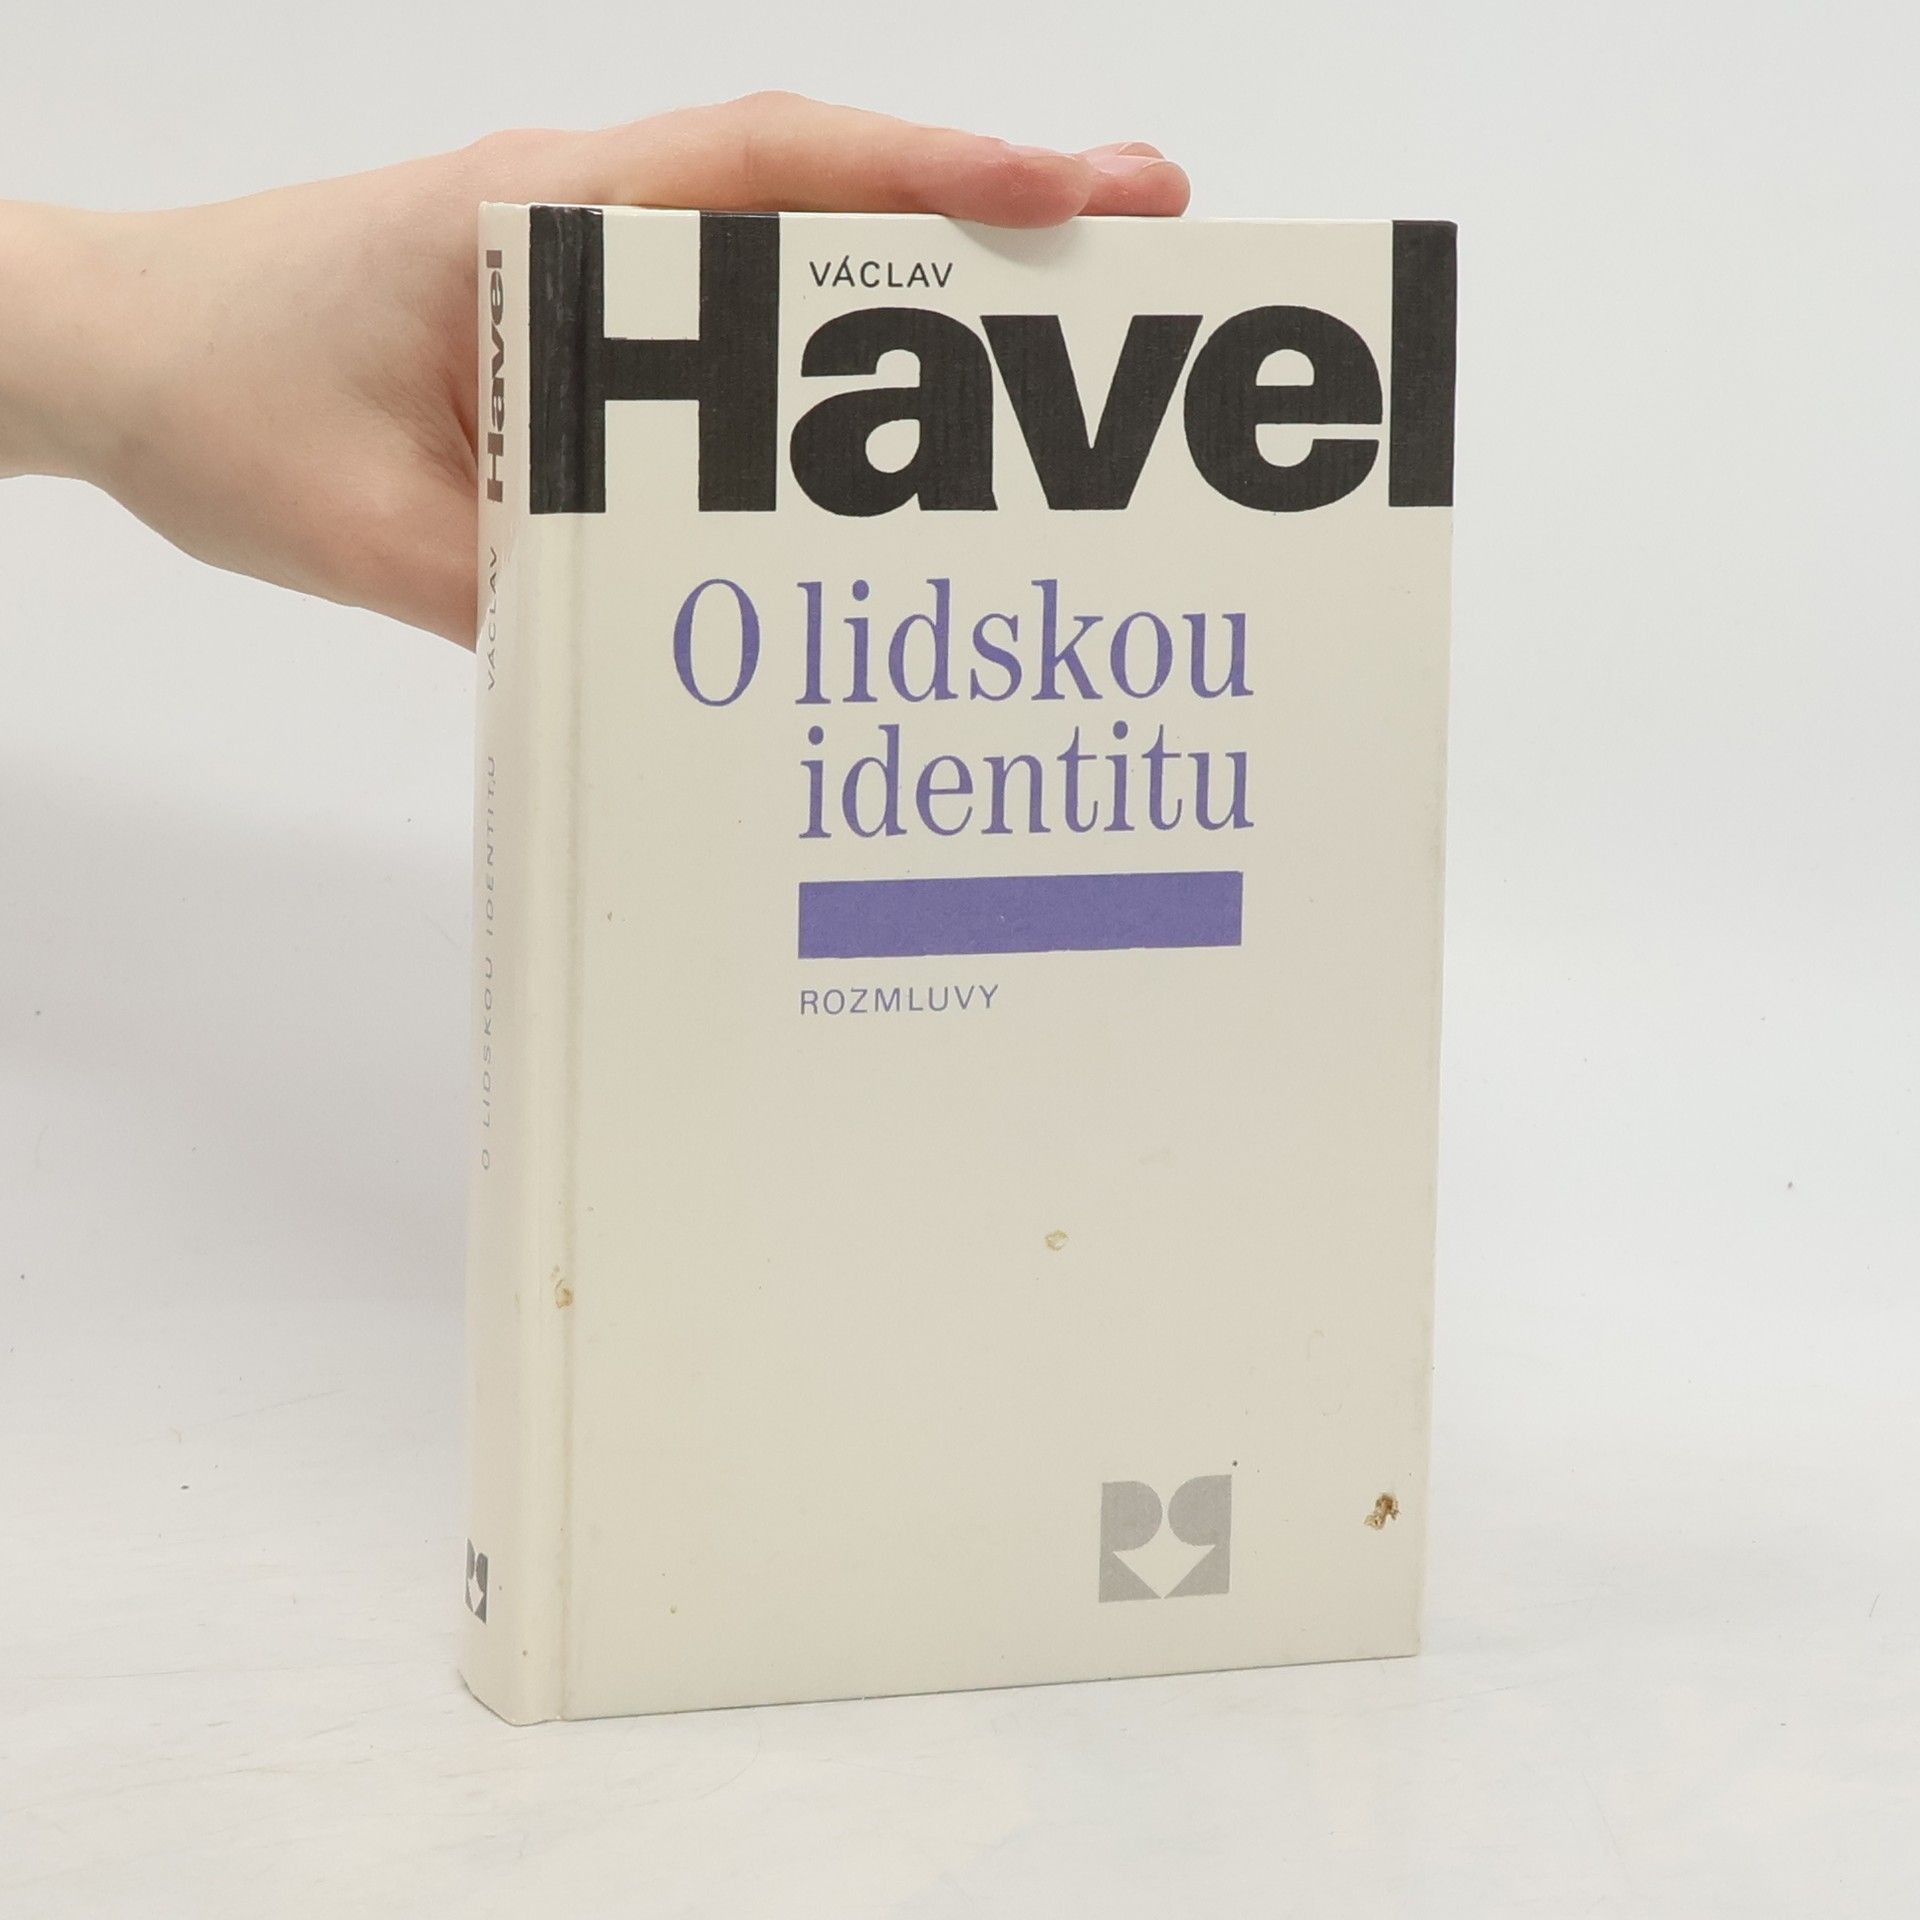 VÁCLAV
Havel
O lidskou
identitu
ROZMLUVY
O LIDSKOU IDENTITU VÁCLAV Havel